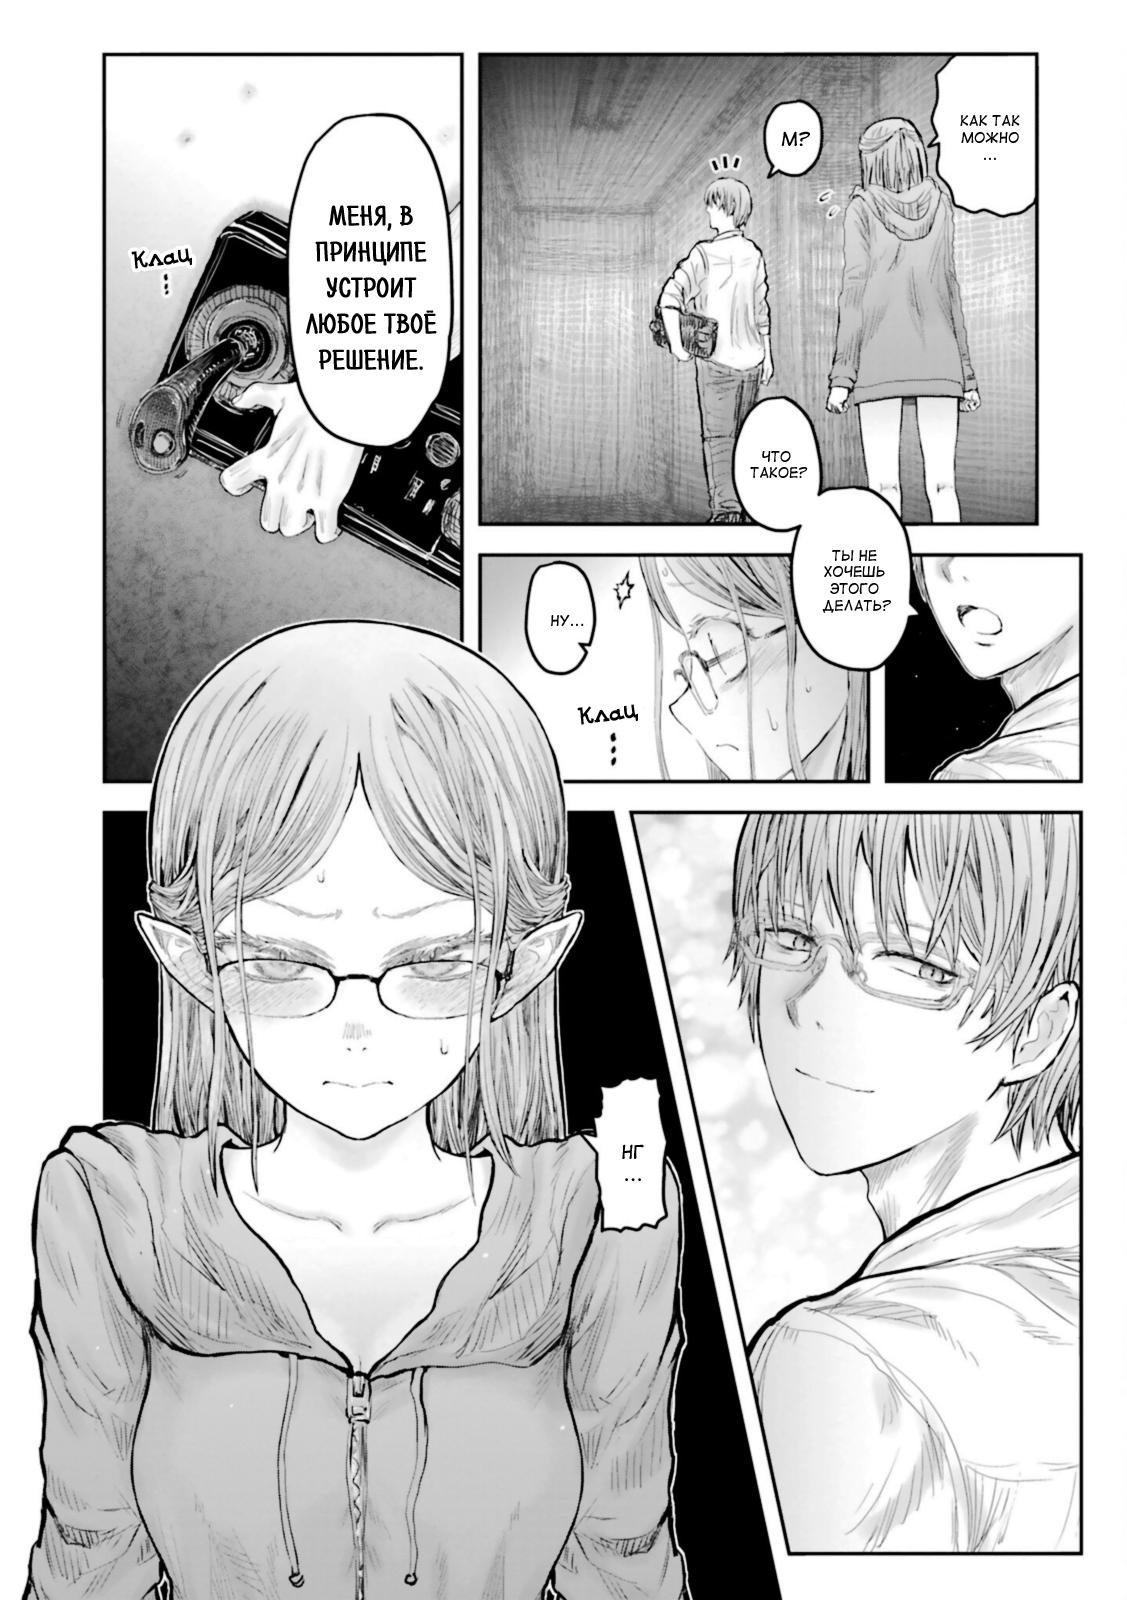 КАК ТАК
МОЖНО
...
М?
ЧТО
ТАКОЕ?
ТЫ НЕ
ХОЧЕШЬ
ЭТОГО
ДЕЛАТЬ?
НУ...
Клац
...
МЕНЯ, В
ПРИНЦИПЕ
УСТРОИТ
ЛЮБОЕ ТВОЁ
РЕШЕНИЕ.
Клац
...
НГ
...